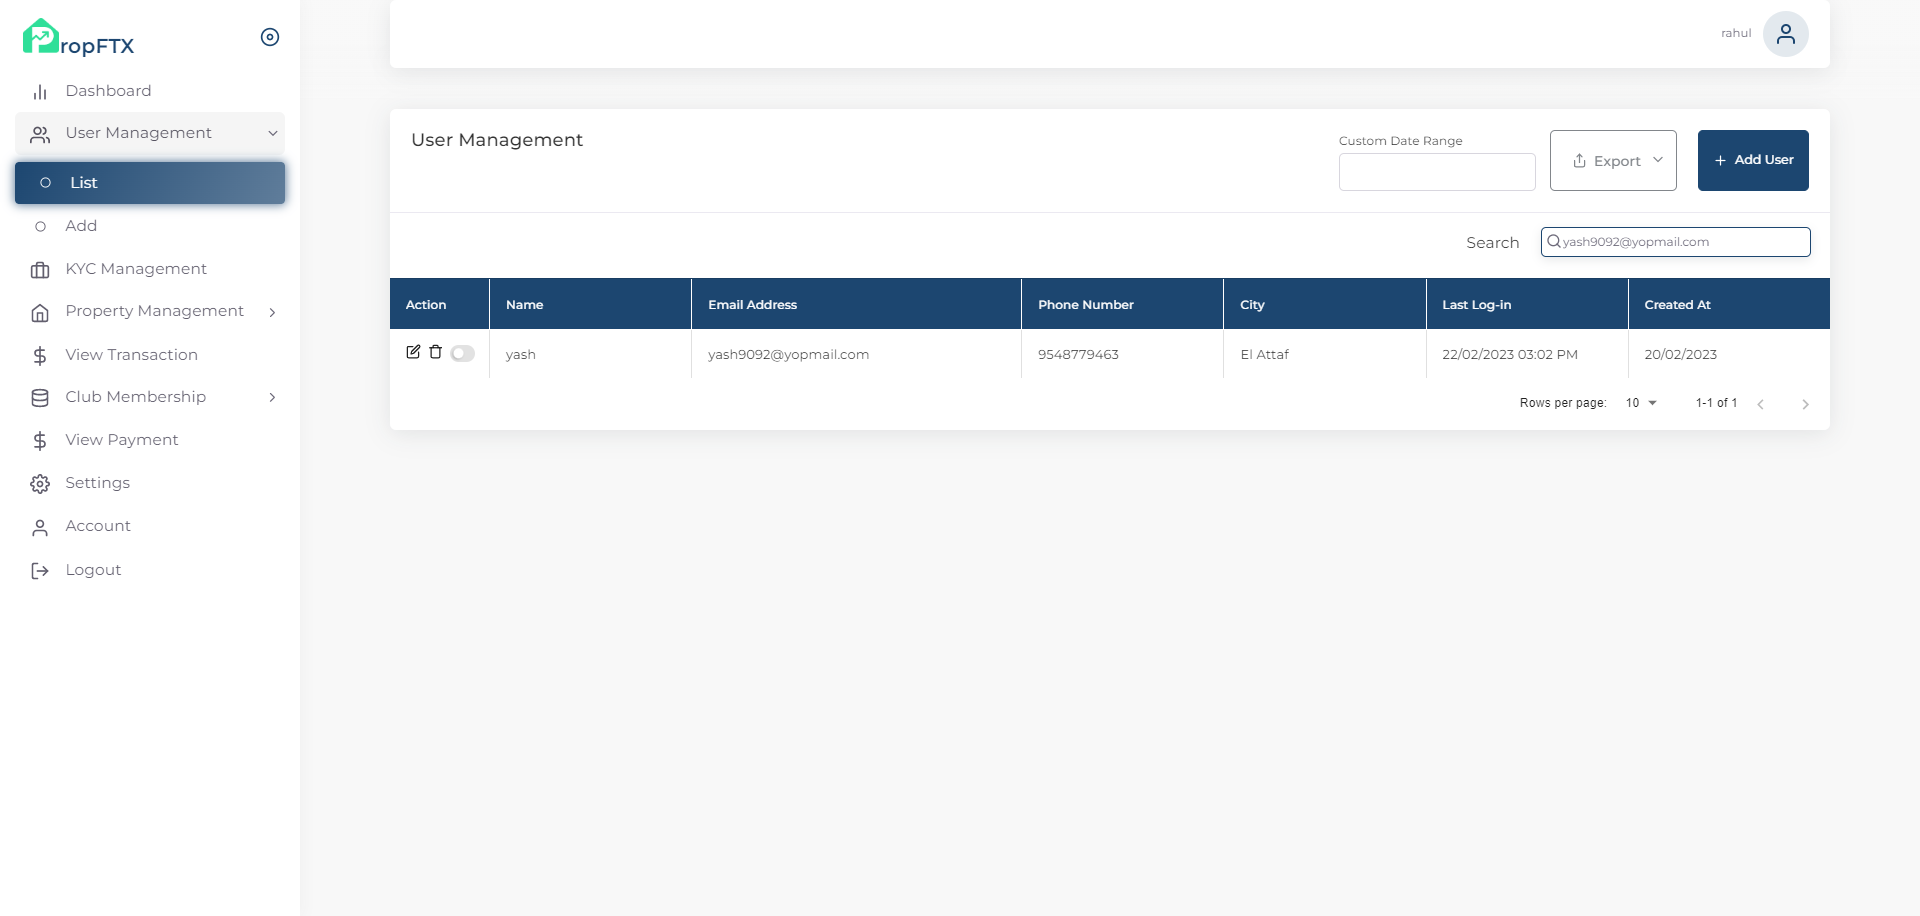 ropFTX
Dashboard
User Management
List
Add
KYC Management
Property Management
View Transaction
Club Membership
View Payment
Settings
Account
Logout
rahul
User Management
Custom Date Range
Export
Add User
Search
yash9092@yopmail.com
Action Name Email Address Phone Number City Last Log-in Created At
yash yash9092@yopmail.com 9548779463 El Attaf 22/02/2023 03:02 PM 20/02/2023
Rows per page: 10 1-1 of 1